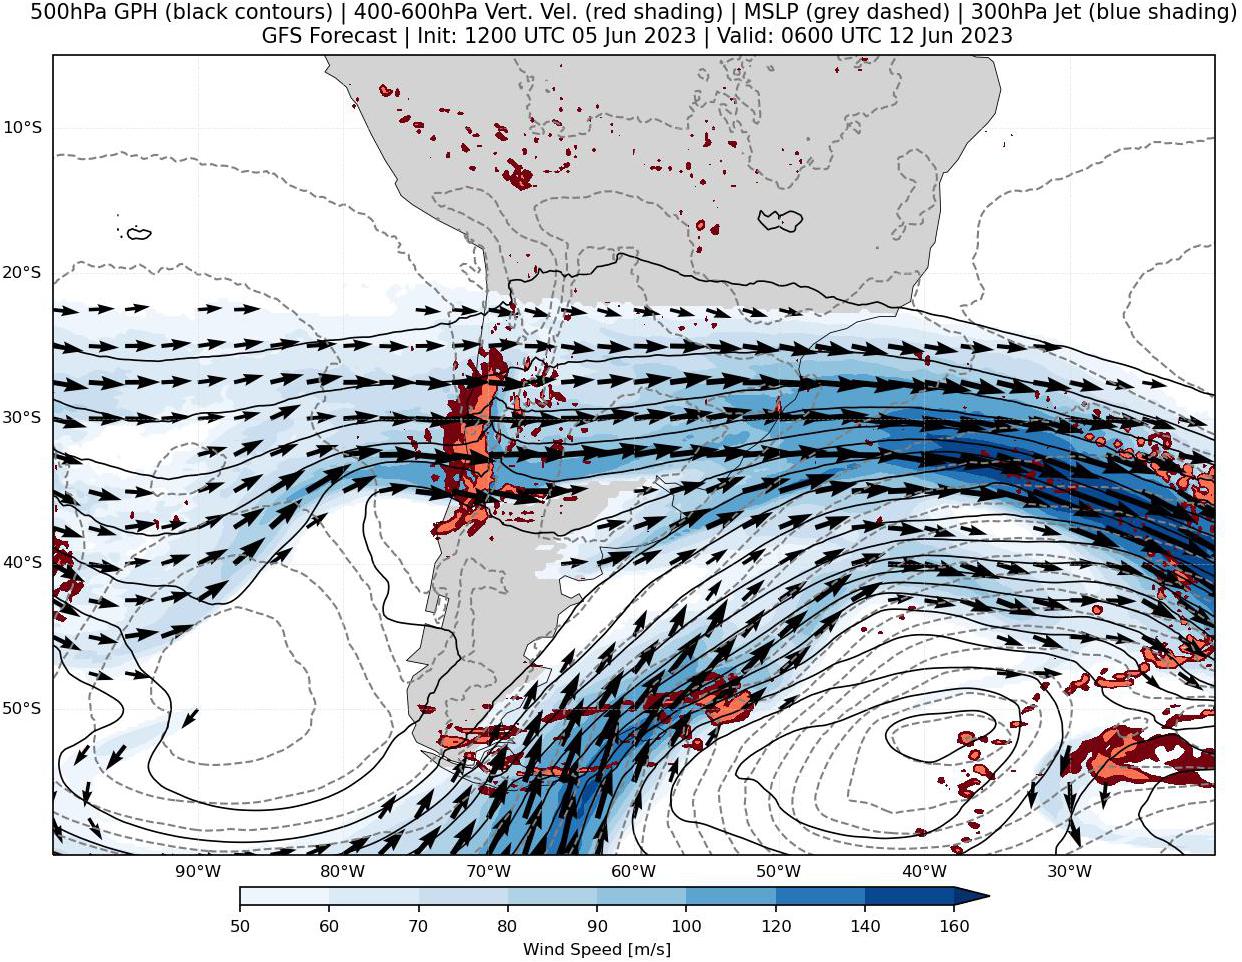 500hPa GPH (black contours) | 400-600hPa Vert. Vel. (red shading) | MSLP (grey dashed) | 300hPa Jet (blue shading)
GFS Forecast | Init: 1200 UTC 05 Jun 2023 | Valid: 0600 UTC 12 Jun 2023
10°S
20°S
30°S
40°S
50°S
90°W 80°W 70°W 60°W 50°W 40°W 30°W
50 60 70 80 90 100 120 140 160
Wind Speed [m/s]